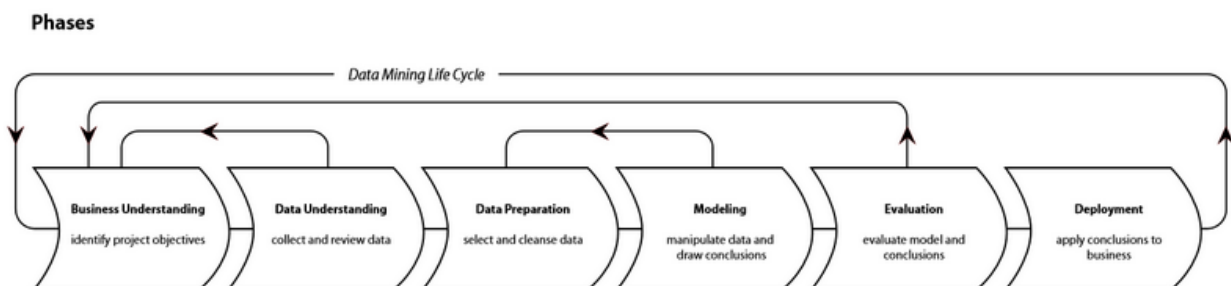 Phases
Data Mining Life Cycle
Business Understanding
identify project objectives
Data Understanding
collect and review data
Data Preparation
select and cleanse data
Modeling
manipulate data and
draw conclusions
Evaluation
evaluate model and
conclusions
Deployment
apply conclusions to
business